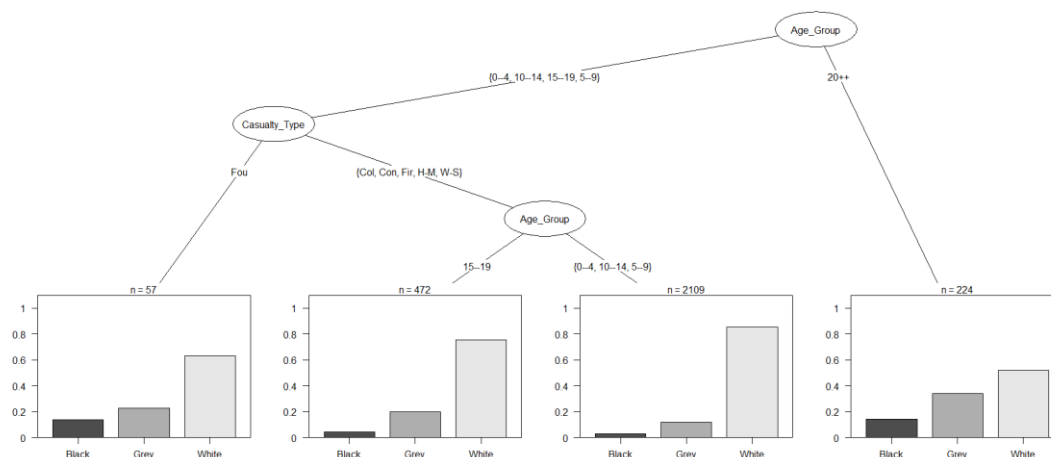 Age_Group
{0--4, 10--14, 15--19, 5--9}
20++
Casualty_Type
Fou
{Col, Con, Fir, H-M, W-S}
Age_Group
15--19
{0--4, 10--14, 5--9}
n = 57
1
0.8
0.6
0.4
0.2
0
Black Grey White
n = 472
1
0.8
0.6
0.4
0.2
0
Black Grey White
n = 2109
1
0.8
0.6
0.4
0.2
0
Black Grey White
n = 224
1
0.8
0.6
0.4
0.2
0
Black Grey White